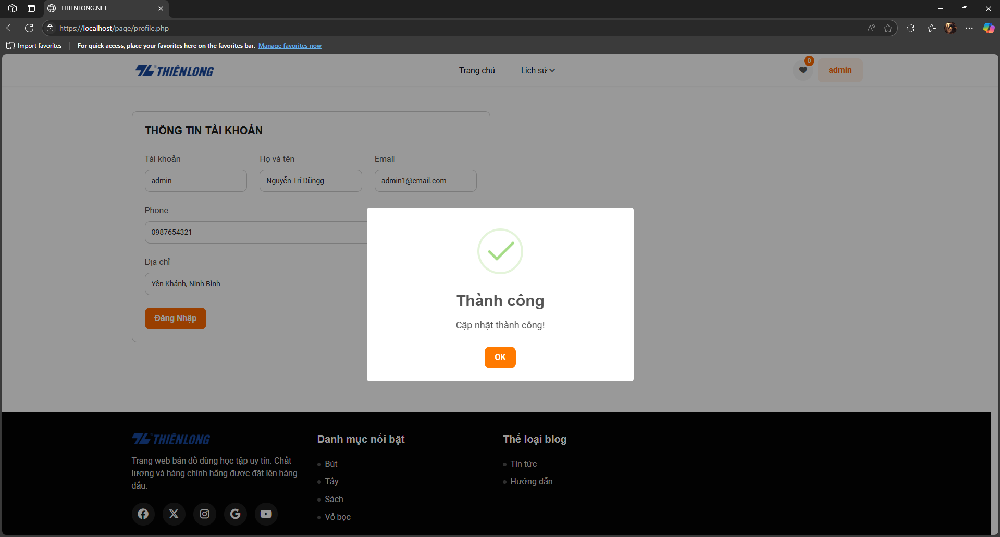 THIENLONG.NET
https://localhost/page/profile.php
Import favorites
For quick access, place your favorites here on the favorites bar. Manage favorites now
THIÊN LONG
Trang chủ
Lịch sử
0
admin
THÔNG TIN TÀI KHOẢN
Tài khoản
Họ và tên
Email
admin
Nguyễn Trí Dũngg
admin1@email.com
Phone
0987654321
Địa chỉ
Yên Khánh, Ninh Bình
Đăng Nhập
Thành công
Cập nhật thành công!
OK
THIÊN LONG
Trang web bán đồ dùng học tập uy tín. Chất
lượng và hàng chính hãng được đặt lên hàng
đầu.
Danh mục nổi bật
Bút
Tẩy
Sách
Vỏ bọc
Thể loại blog
Tin tức
Hướng dẫn